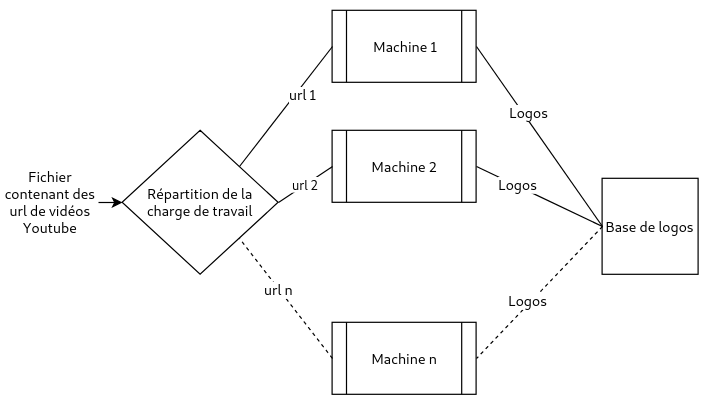 Fichier
contenant des
url de vidéos
Youtube
Répartition de la
charge de travail
url 1
url 2
url n
Machine 1
Machine 2
Machine n
Logos
Logos
Logos
Base de logos